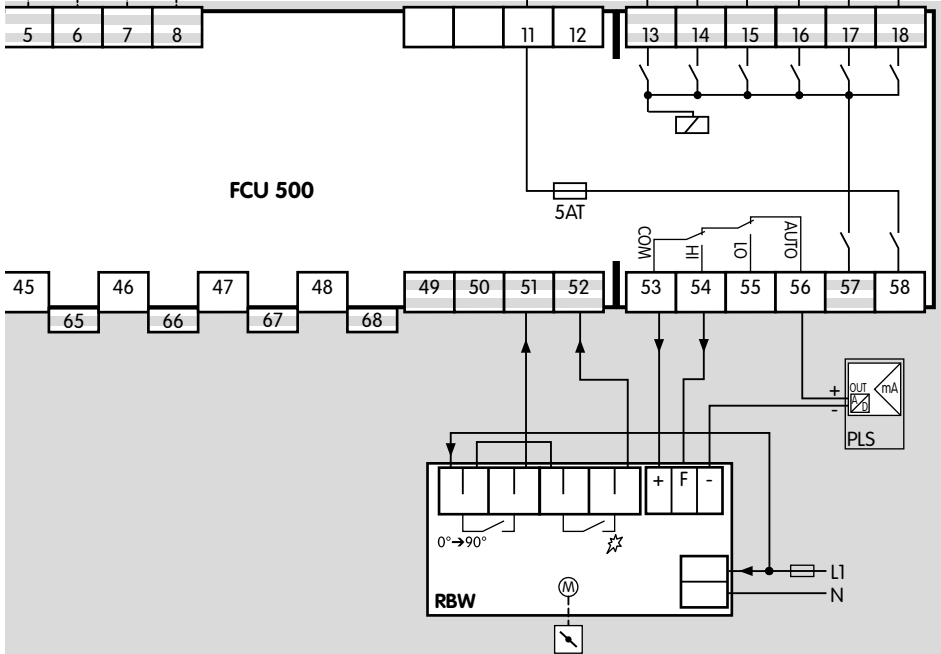 5 6 7 8 11 12 13 14 15 16 17 18
FCU 500
5AT
COM HI LO AUTO
45 46 47 48 49 50 51 52 53 54 55 56 57 58
65 66 67 68
+ OUT mA
- A/D
PLS
+ F -
0°→90°
L1
RBW M N